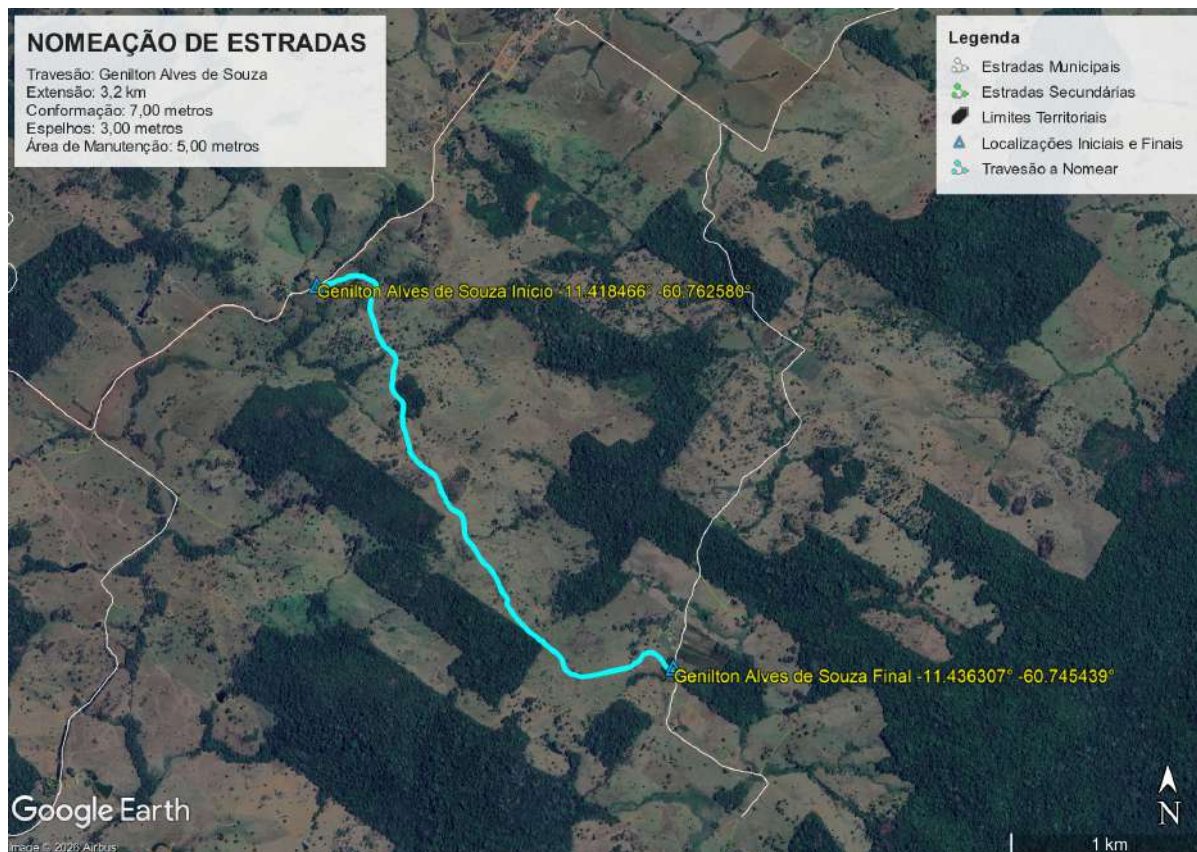 NOMEAÇÃO DE ESTRADAS
Travesão: Genilton Alves de Souza
Extensão: 3,2 km
Conformação: 7,00 metros
Espelhos: 3,00 metros
Área de Manutenção: 5,00 metros
Legenda
Estradas Municipais
Estradas Secundárias
Limites Territoriais
Localizações Iniciais e Finais
Travesão a Nomear
Genilton Alves de Souza Início -11.418466° -60.762580°
Genilton Alves de Souza Final -11.436307° -60.745439°
Google Earth
Image © 2026 Airbus
N
1 km